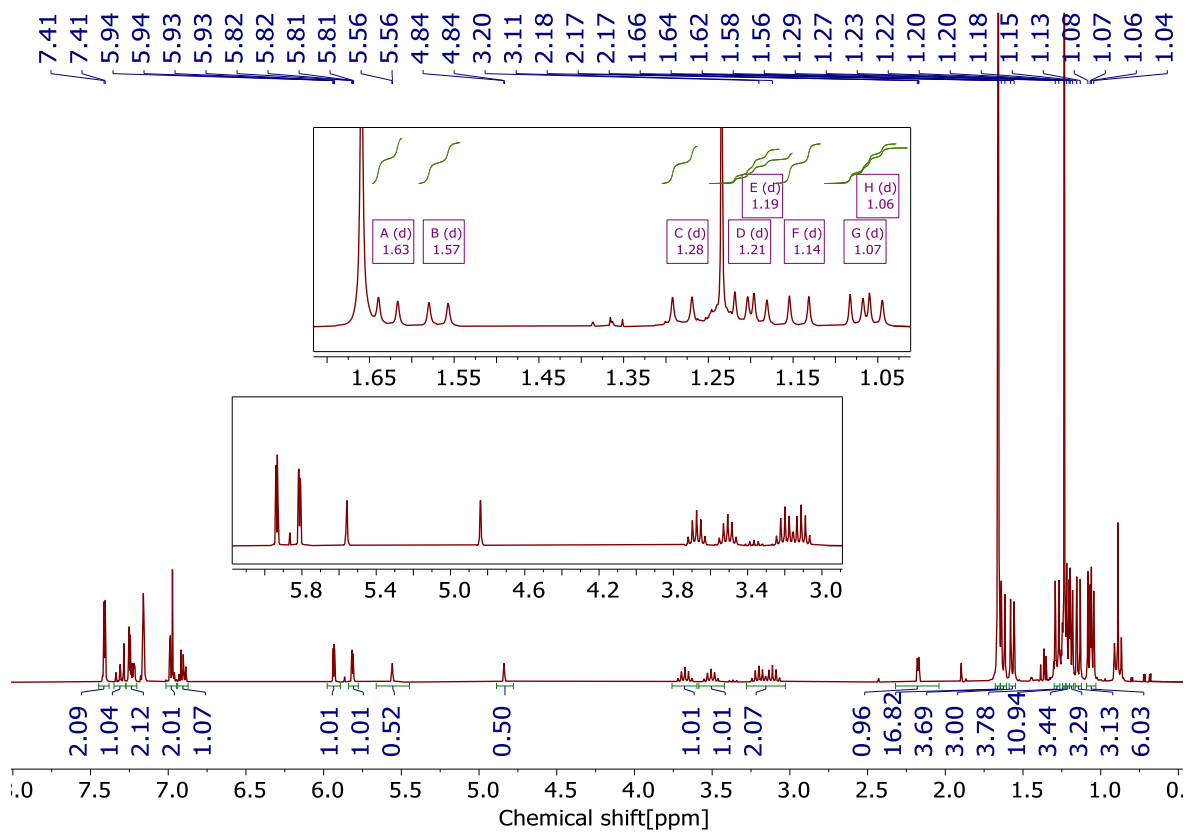 7.41 7.41 5.94 5.94 5.93 5.93 5.82 5.82 5.81 5.81 5.56 5.56 4.84 4.84 3.20 3.11 2.18 2.17 2.17 1.66 1.64 1.62 1.58 1.56 1.29 1.27 1.23 1.22 1.20 1.20 1.18 1.15 1.13 1.08 1.07 1.06 1.04
E (d) H (d)
1.19 1.06
A (d) B (d) C (d) D (d) F (d) G (d)
1.63 1.57 1.28 1.21 1.14 1.07
1.65 1.55 1.45 1.35 1.25 1.15 1.05
5.8 5.4 5.0 4.6 4.2 3.8 3.4 3.0
2.09 1.04 2.12 2.01 1.07 1.01 1.01 0.52 0.50 1.01 1.01 2.07 0.96 16.82 3.69 3.00 3.78 10.94 3.44 3.29 3.13 6.03
:.0 7.5 7.0 6.5 6.0 5.5 5.0 4.5 4.0 3.5 3.0 2.5 2.0 1.5 1.0 0.
Chemical shift[ppm]